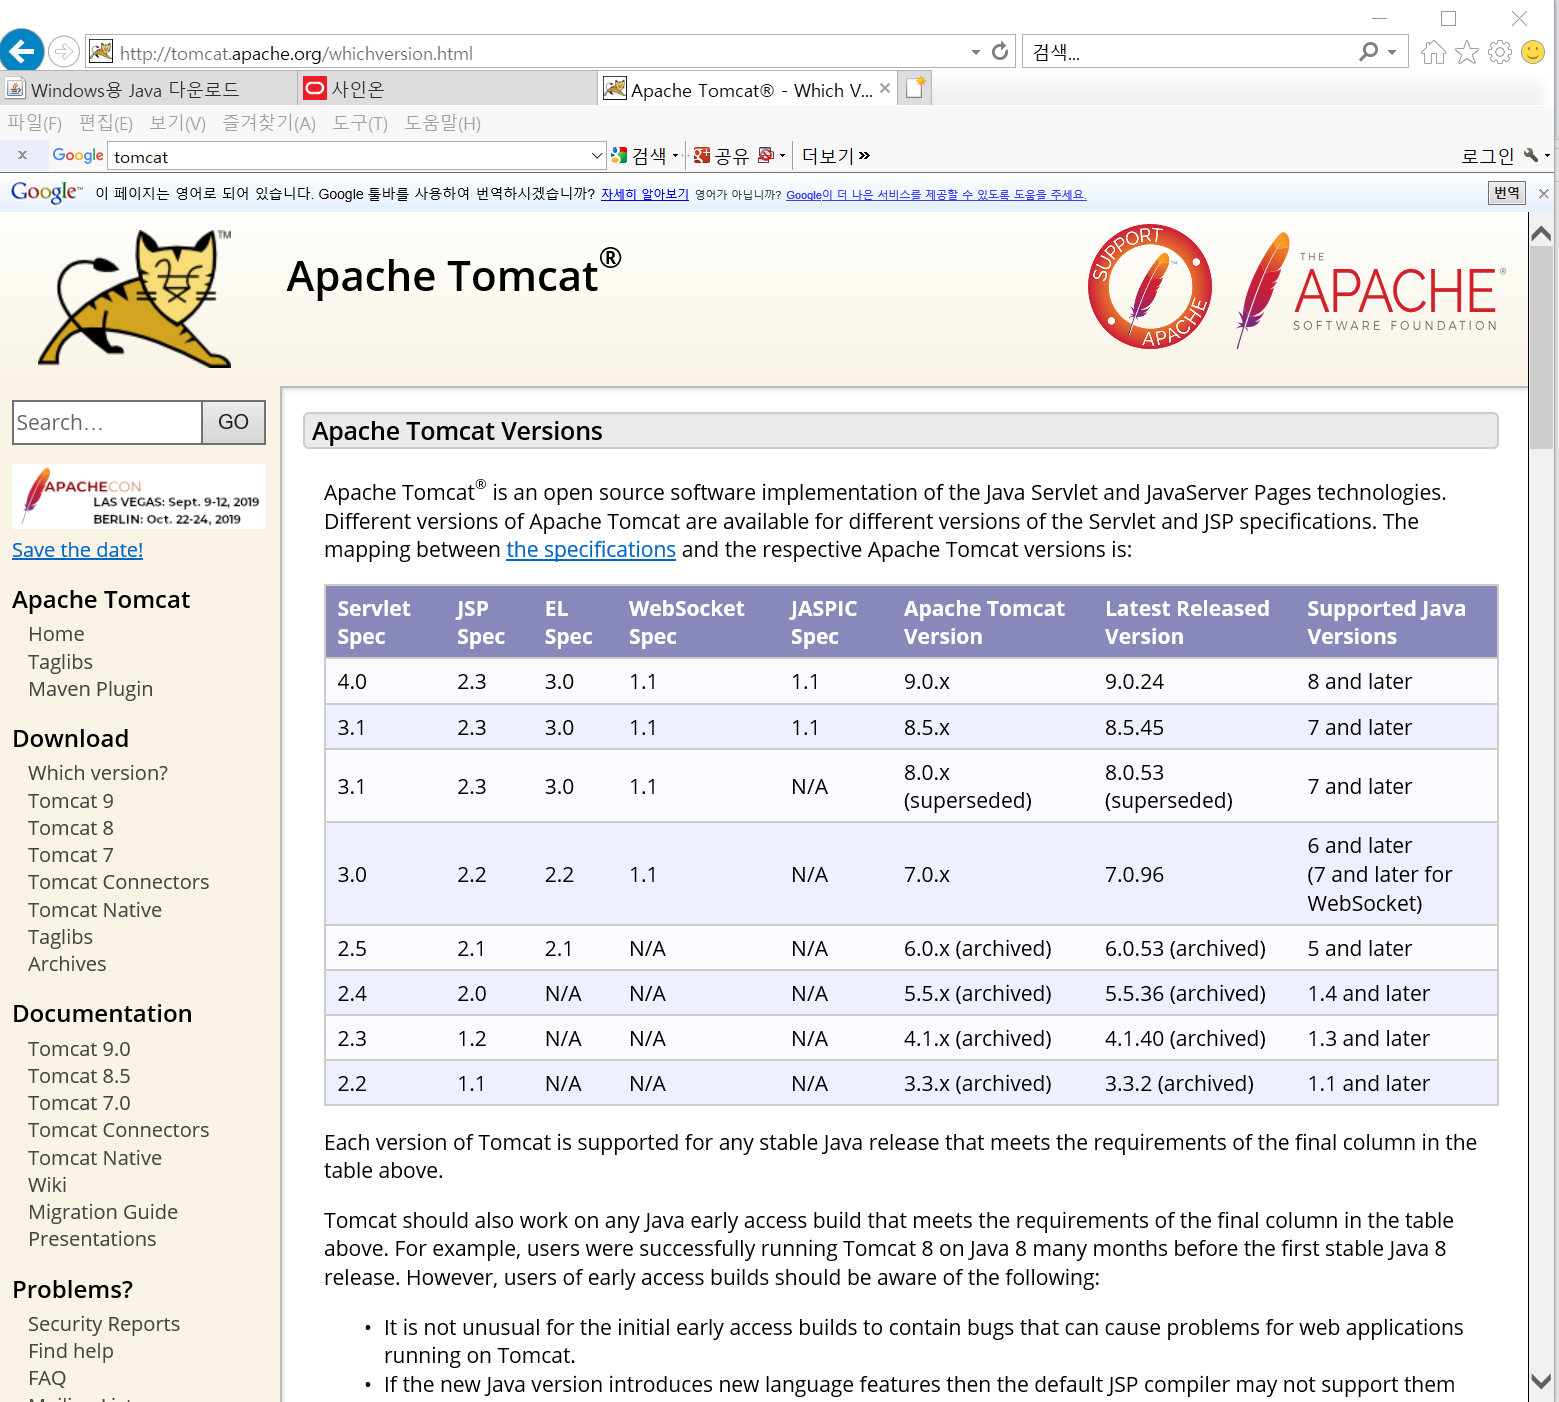 http://tomcat.apache.org/whichversion.html
검색...
Windows용 Java 다운로드
사인온
Apache Tomcat® - Which V...
파일(F) 편집(E) 보기(V) 즐겨찾기(A) 도구(T) 도움말(H)
x Google tomcat 검색 공유 더보기 » 로그인
Google™ 이 페이지는 영어로 되어 있습니다. Google 툴바를 사용하여 번역하시겠습니까? 자세히 알아보기 영어가 아닙니까? Google이 더 나은 서비스를 제공할 수 있도록 도움을 주세요. 번역
TM
Apache Tomcat®
SUPPORT APACHE
THE
APACHE®
SOFTWARE FOUNDATION
Search… GO
APACHECON
LAS VEGAS: Sept. 9-12, 2019
BERLIN: Oct. 22-24, 2019
Save the date!
Apache Tomcat
Home
Taglibs
Maven Plugin
Download
Which version?
Tomcat 9
Tomcat 8
Tomcat 7
Tomcat Connectors
Tomcat Native
Taglibs
Archives
Documentation
Tomcat 9.0
Tomcat 8.5
Tomcat 7.0
Tomcat Connectors
Tomcat Native
Wiki
Migration Guide
Presentations
Problems?
Security Reports
Find help
FAQ
Apache Tomcat Versions
Apache Tomcat® is an open source software implementation of the Java Servlet and JavaServer Pages technologies.
Different versions of Apache Tomcat are available for different versions of the Servlet and JSP specifications. The
mapping between the specifications and the respective Apache Tomcat versions is:
Servlet Spec JSP Spec EL Spec WebSocket Spec JASPIC Spec Apache Tomcat Version Latest Released Version Supported Java Versions
4.0 2.3 3.0 1.1 1.1 9.0.x 9.0.24 8 and later
3.1 2.3 3.0 1.1 1.1 8.5.x 8.5.45 7 and later
3.1 2.3 3.0 1.1 N/A 8.0.x (superseded) 8.0.53 (superseded) 7 and later
3.0 2.2 2.2 1.1 N/A 7.0.x 7.0.96 6 and later (7 and later for WebSocket)
2.5 2.1 2.1 N/A N/A 6.0.x (archived) 6.0.53 (archived) 5 and later
2.4 2.0 N/A N/A N/A 5.5.x (archived) 5.5.36 (archived) 1.4 and later
2.3 1.2 N/A N/A N/A 4.1.x (archived) 4.1.40 (archived) 1.3 and later
2.2 1.1 N/A N/A N/A 3.3.x (archived) 3.3.2 (archived) 1.1 and later
Each version of Tomcat is supported for any stable Java release that meets the requirements of the final column in the
table above.
Tomcat should also work on any Java early access build that meets the requirements of the final column in the table
above. For example, users were successfully running Tomcat 8 on Java 8 many months before the first stable Java 8
release. However, users of early access builds should be aware of the following:
• It is not unusual for the initial early access builds to contain bugs that can cause problems for web applications
running on Tomcat.
• If the new Java version introduces new language features then the default JSP compiler may not support them